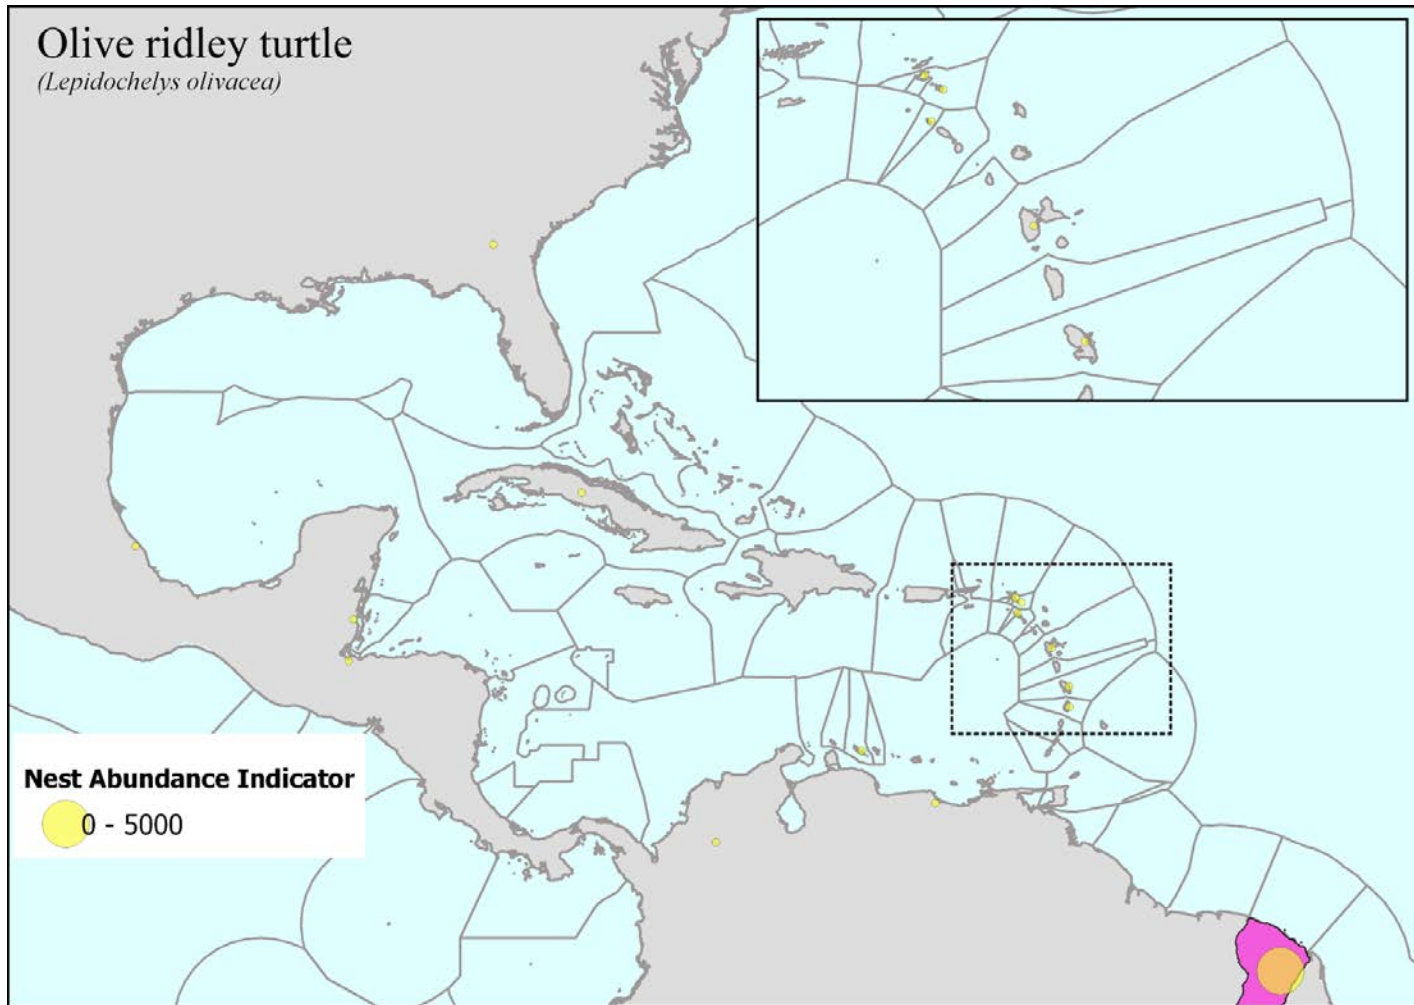 Olive ridley turtle
(Lepidochelys olivacea)
Nest Abundance Indicator
0 - 5000